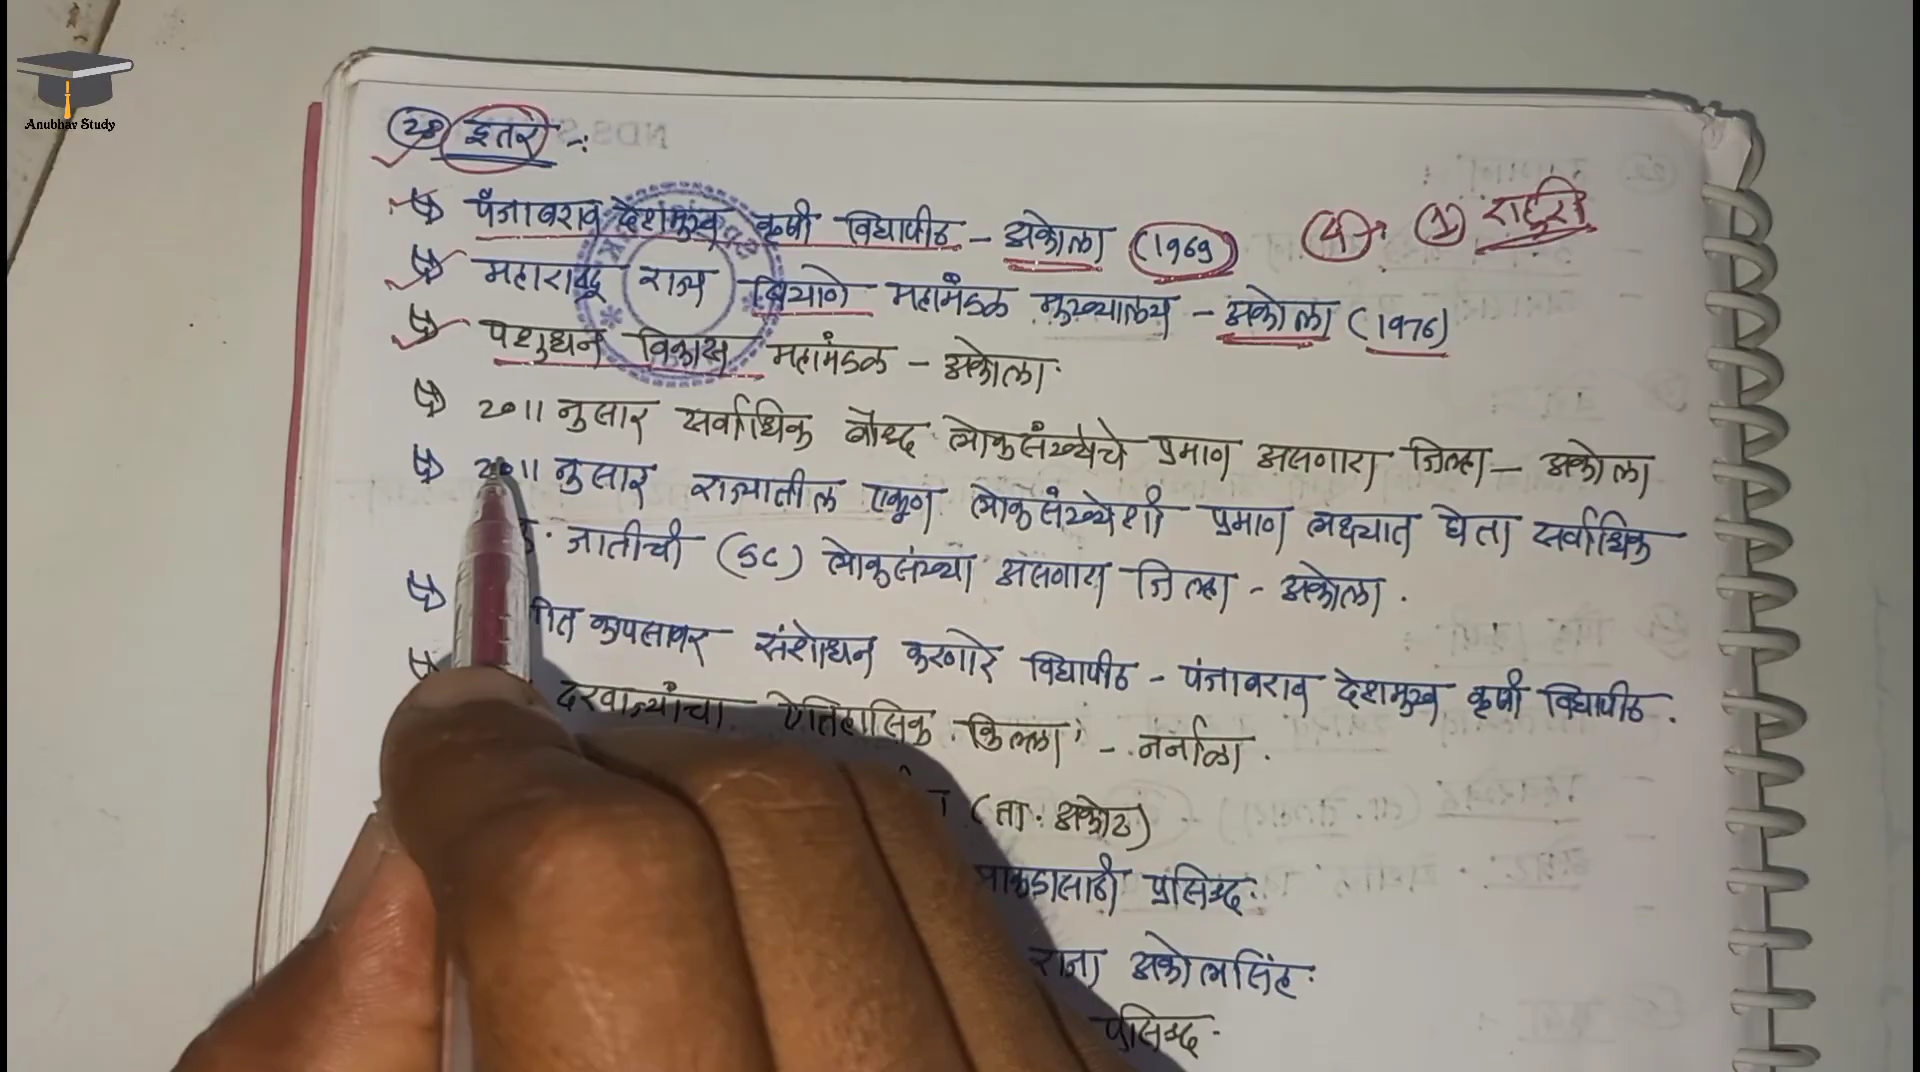 Anubhav Study
28 इतर -:
पंजाबराव देशमुख कृषी विद्यापीठ - अकोला (1969) (4) → (1) राहुरी
महाराष्ट्र राज्य बियाणे महामंडळ मुख्यालय - अकोला (1976)
पशुधन विकास महामंडळ - अकोला.
2011 नुसार सर्वाधिक बौद्ध लोकसंख्येचे प्रमाण असणारा जिल्हा - अकोला
2011 नुसार राज्यातील एकूण लोकसंख्येशी प्रमाण लक्ष्यात घेता सर्वाधिक
जातीची (SC) लोकसंख्या असणारा जिल्हा - अकोला.
कापसावर संशोधन करणारे विद्यापीठ - पंजाबराव देशमुख कृषी विद्यापीठ.
दरवाज्यांचा ऐतिहासिक किल्ला - नर्नाळा.
(ता. अकोट)
प्रसिद्ध.
राजा अकोलसिंह.
प्रसिद्ध.